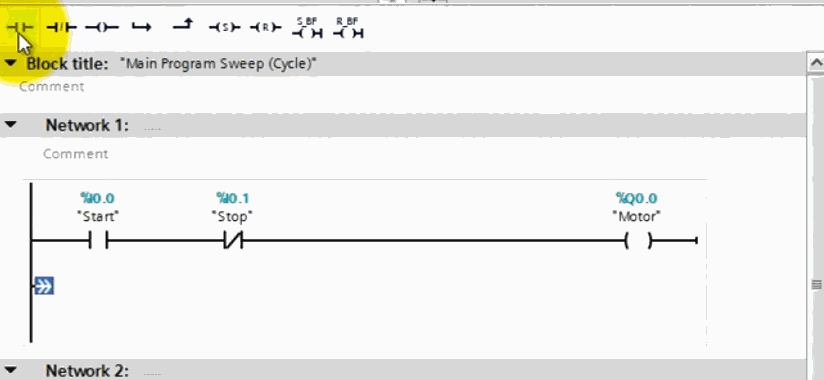 S_BF R_BF
S R
Block title: "Main Program Sweep (Cycle)"
Comment
Network 1: .....
Comment
%I0.0 %I0.1 %Q0.0
"Start" "Stop" "Motor"
Network 2: .....